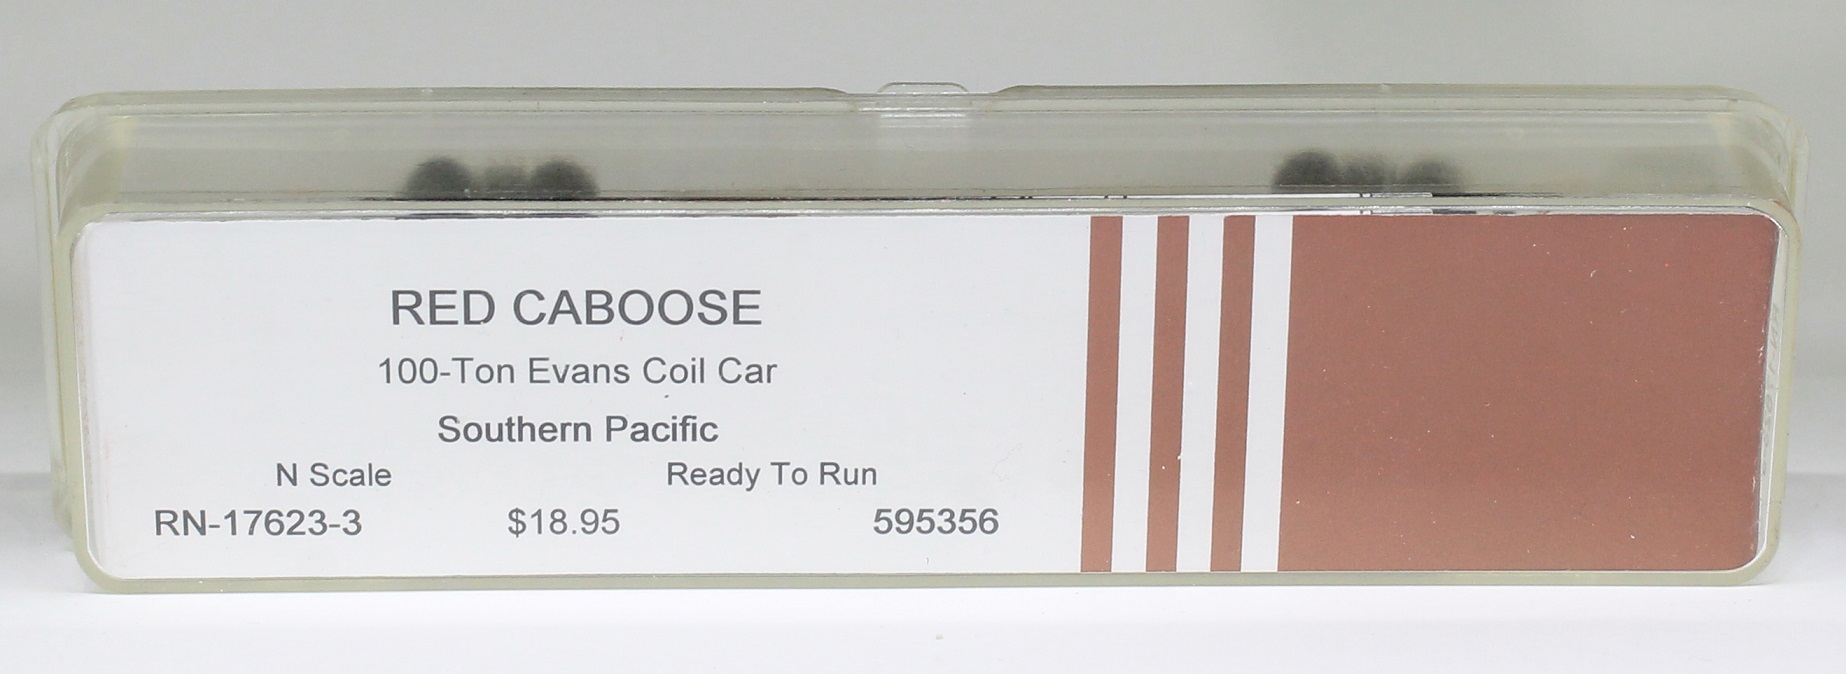 RED CABOOSE
100-Ton Evans Coil Car
Southern Pacific
N Scale Ready To Run
RN-17623-3 $18.95 595356